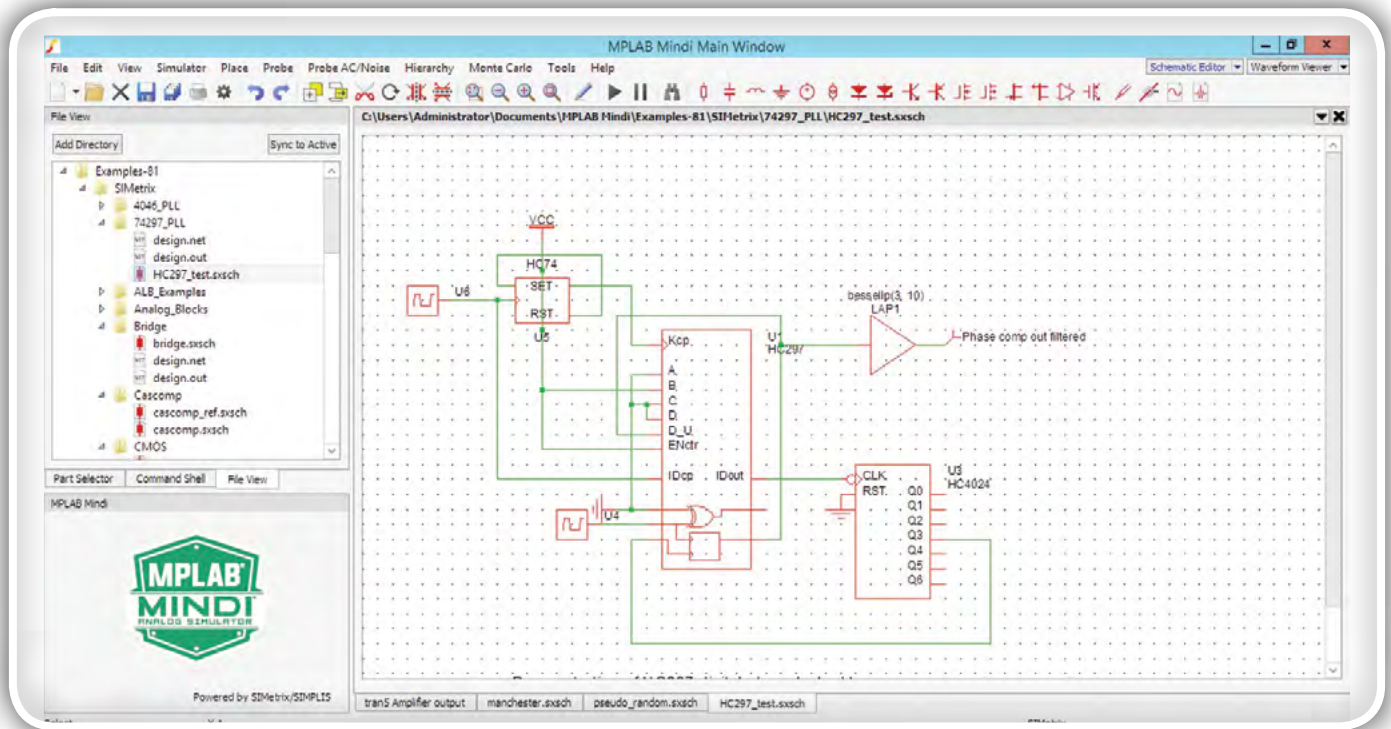 MPLAB Mindi Main Window
File Edit View Simulator Place Probe Probe AC/Noise Hierarchy Monte Carlo Tools Help
Schematic Editor
Waveform Viewer
File View
C:\Users\Administrator\Documents\MPLAB Mindi\Examples-81\SIMetrix\74297_PLL\HC297_test.sxsch
Add Directory
Sync to Active
Examples-81
SIMetrix
4046_PLL
74297_PLL
design.net
design.out
HC297_test.sxsch
ALB_Examples
Analog_Blocks
Bridge
bridge.sxsch
design.net
design.out
Cascomp
cascomp_ref.sxsch
cascomp.sxsch
CMOS
Part Selector
Command Shell
File View
MPLAB Mindi
MPLAB
MINDI
ANALOG SIMULATOR
Powered by SIMetrix/SIMPLIS
VCC
HC74
SET
RST
U6
U5
Kcp
A
B
C
D
D_U
ENctr
IDcp
IDout
U1
HC297
U4
bessellp(3, 10)
LAP1
Phase comp out filtered
U3
HC4024
CLK
RST
Q0
Q1
Q2
Q3
Q4
Q5
Q6
tran5 Amplifier output
manchester.sxsch
pseudo_random.sxsch
HC297_test.sxsch